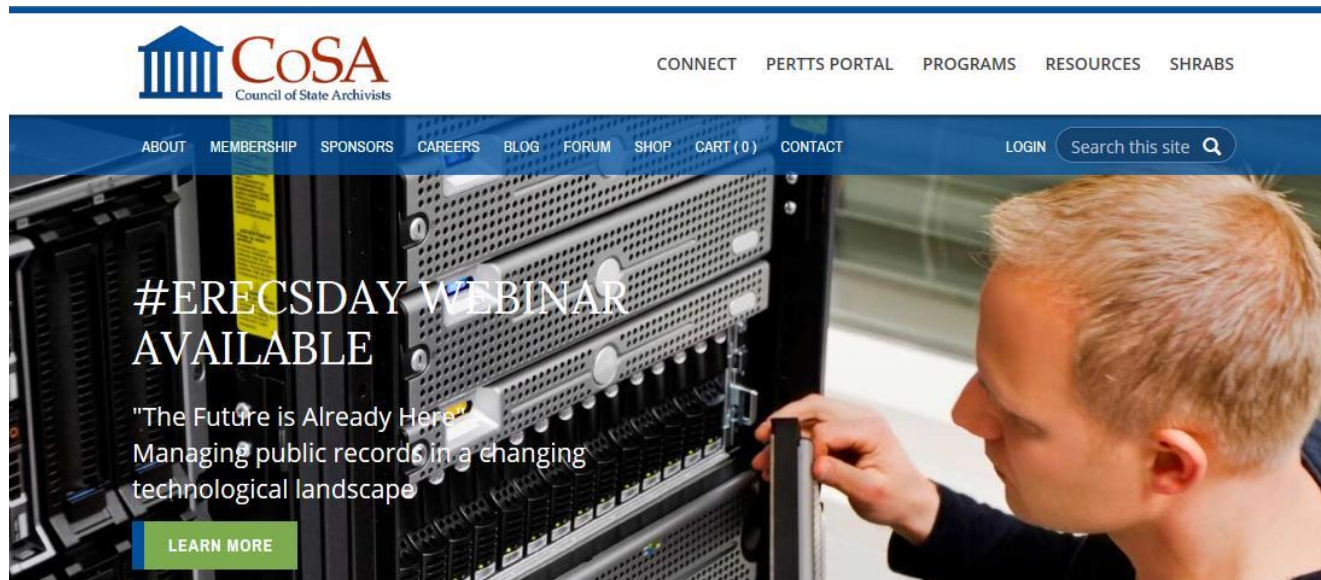 CoSA
Council of State Archivists
CONNECT PERTTS PORTAL PROGRAMS RESOURCES SHRABS
ABOUT MEMBERSHIP SPONSORS CAREERS BLOG FORUM SHOP CART ( 0 ) CONTACT LOGIN Search this site
#ERECSDAY WEBINAR
AVAILABLE
"The Future is Already Here"
Managing public records in a changing
technological landscape
LEARN MORE